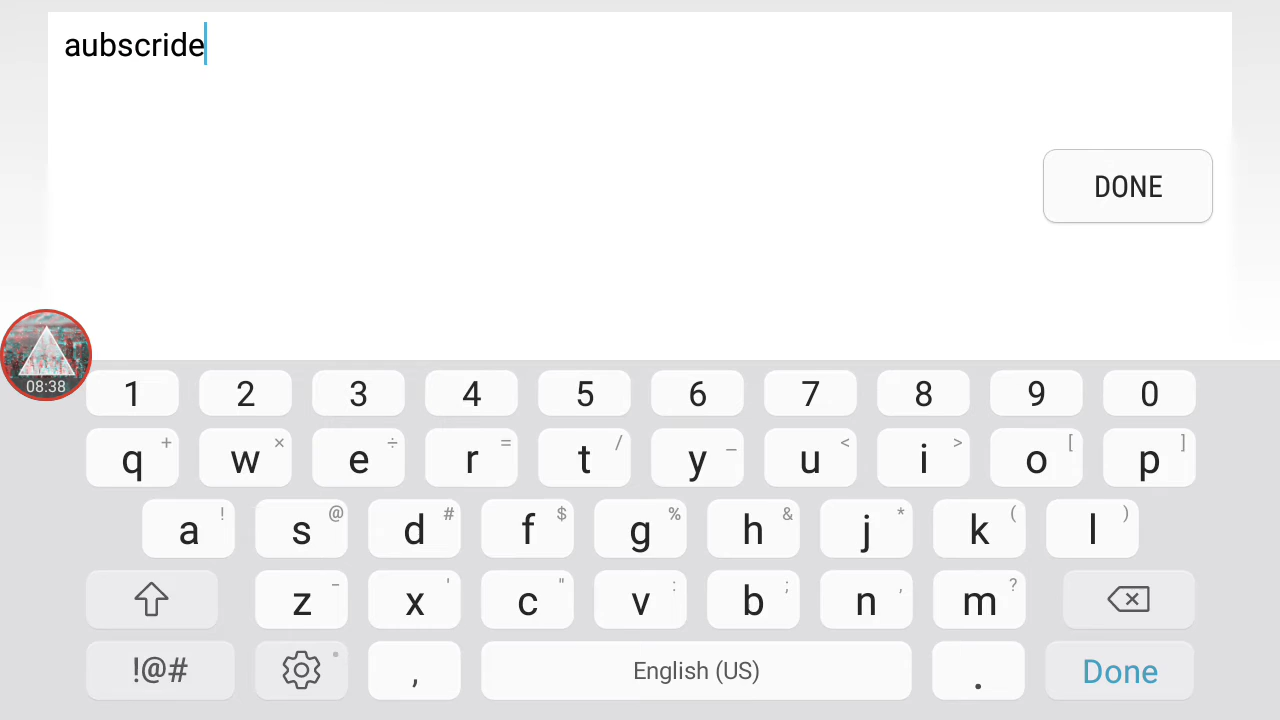 aubscride
DONE
08:38
1 2 3 4 5 6 7 8 9 0
q + w × e ÷ r = t / y _ u < i > o [ p ]
a ! s @ d # f $ g % h & j * k ( l )
z - x ' c " v : b ; n , m ?
!@# , English (US) . Done